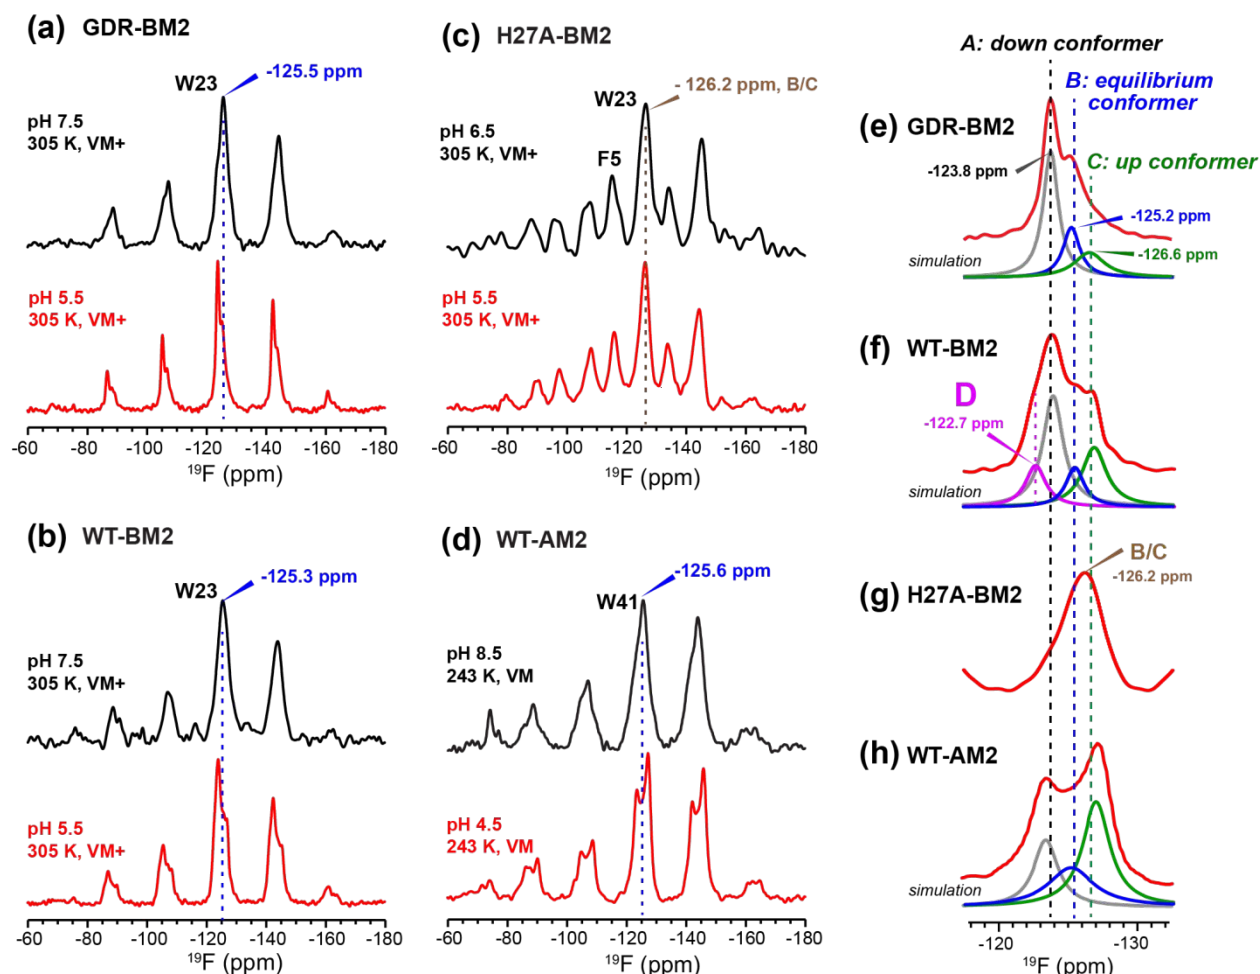 (a) GDR-BM2
W23
-125.5 ppm
pH 7.5
305 K, VM+
pH 5.5
305 K, VM+
-60 -80 -100 -120 -140 -160 -180
¹⁹F (ppm)
(b) WT-BM2
W23
-125.3 ppm
pH 7.5
305 K, VM+
pH 5.5
305 K, VM+
-60 -80 -100 -120 -140 -160 -180
¹⁹F (ppm)
(c) H27A-BM2
- 126.2 ppm, B/C
W23
F5
pH 6.5
305 K, VM+
pH 5.5
305 K, VM+
-60 -80 -100 -120 -140 -160 -180
¹⁹F (ppm)
(d) WT-AM2
W41
-125.6 ppm
pH 8.5
243 K, VM
pH 4.5
243 K, VM
-60 -80 -100 -120 -140 -160 -180
¹⁹F (ppm)
A: down conformer
B: equilibrium
conformer
C: up conformer
(e) GDR-BM2
-123.8 ppm
-125.2 ppm
-126.6 ppm
simulation
(f) WT-BM2
D
-122.7 ppm
simulation
(g) H27A-BM2
B/C
-126.2 ppm
(h) WT-AM2
simulation
-120 -130
¹⁹F (ppm)